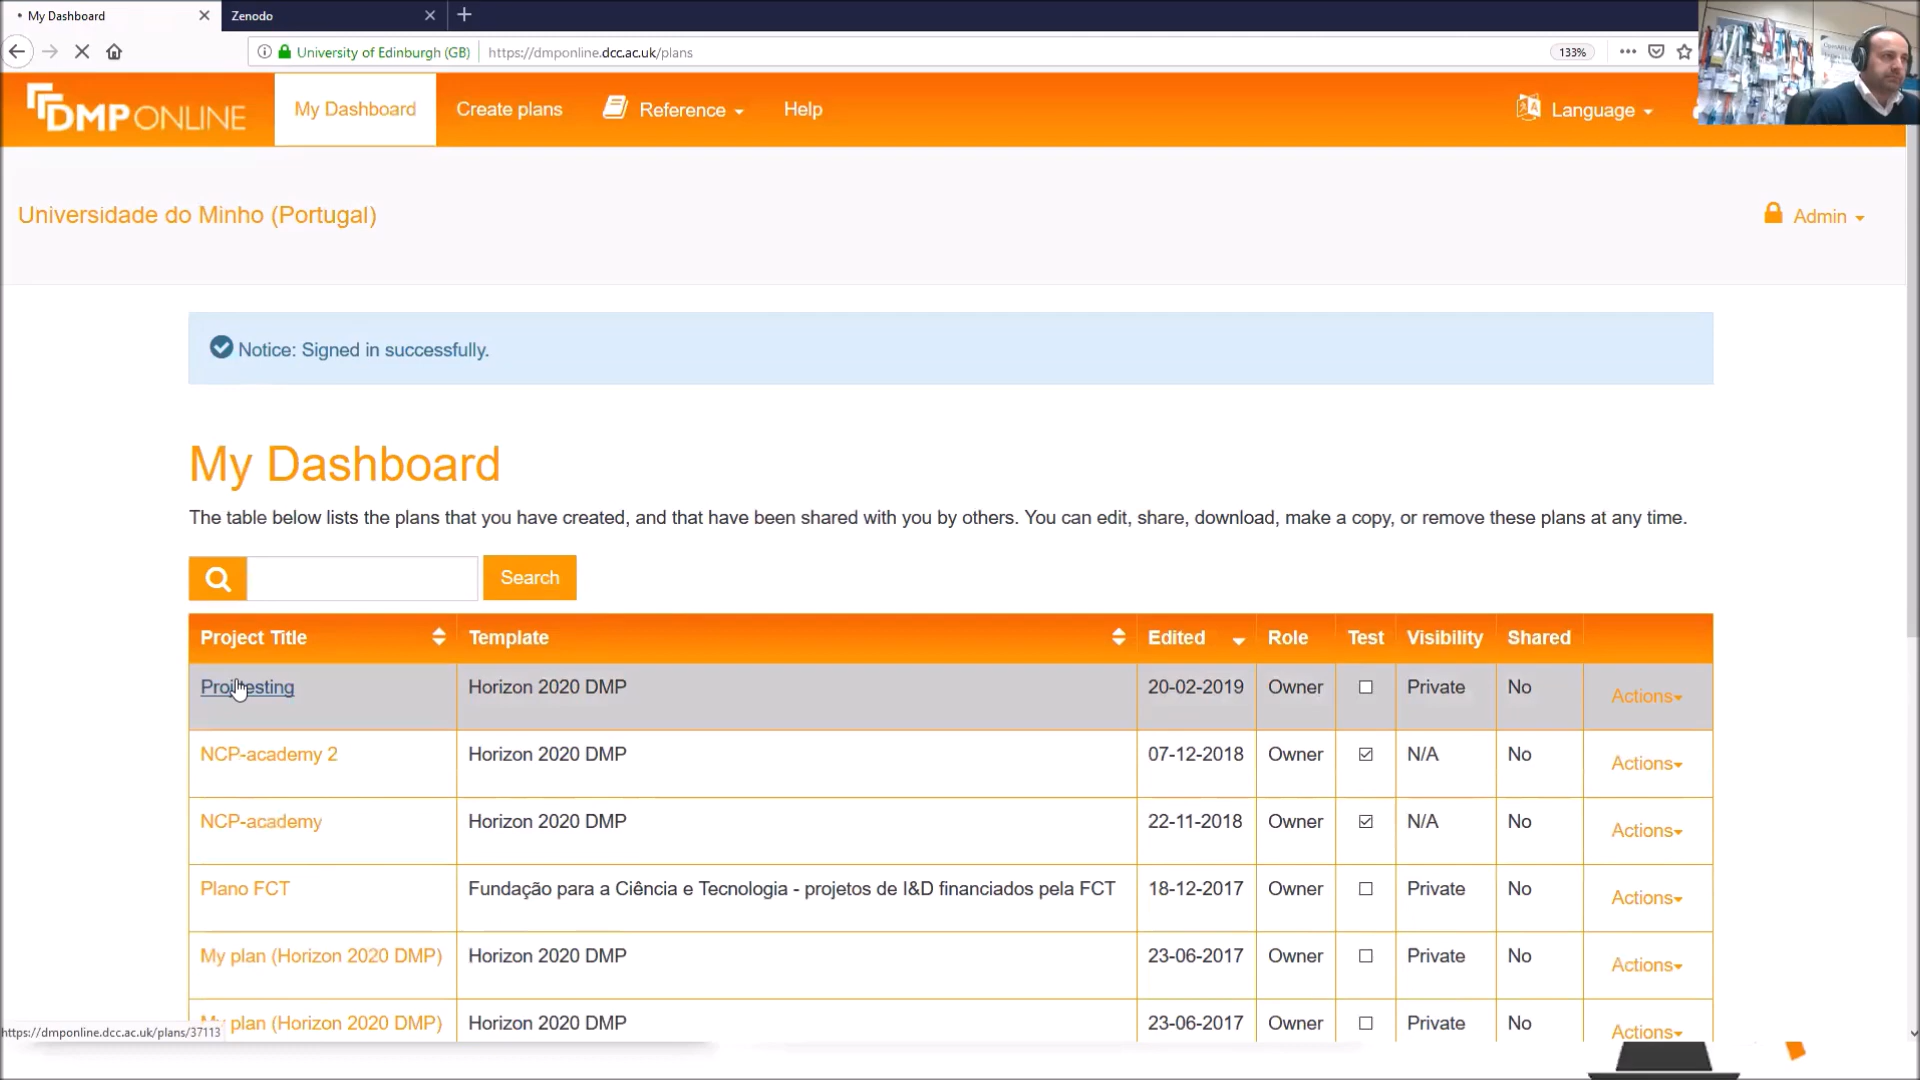 My Dashboard
Zenodo
University of Edinburgh (GB)
https://dmponline.dcc.ac.uk/plans
133%
DMPONLINE
My Dashboard
Create plans
Reference
Help
Language
Universidade do Minho (Portugal)
Admin
Notice: Signed in successfully.
My Dashboard
The table below lists the plans that you have created, and that have been shared with you by others. You can edit, share, download, make a copy, or remove these plans at any time.
Search
Project Title Template Edited Role Test Visibility Shared
Horizon 2020 DMP 20-02-2019 Owner Private No Actions
NCP-academy 2 Horizon 2020 DMP 07-12-2018 Owner N/A No Actions
NCP-academy Horizon 2020 DMP 22-11-2018 Owner N/A No Actions
Plano FCT Fundação para a Ciência e Tecnologia - projetos de I&D financiados pela FCT 18-12-2017 Owner Private No Actions
My plan (Horizon 2020 DMP) Horizon 2020 DMP 23-06-2017 Owner Private No Actions
plan (Horizon 2020 DMP) Horizon 2020 DMP 23-06-2017 Owner Private No Actions
https://dmponline.dcc.ac.uk/plans/37113